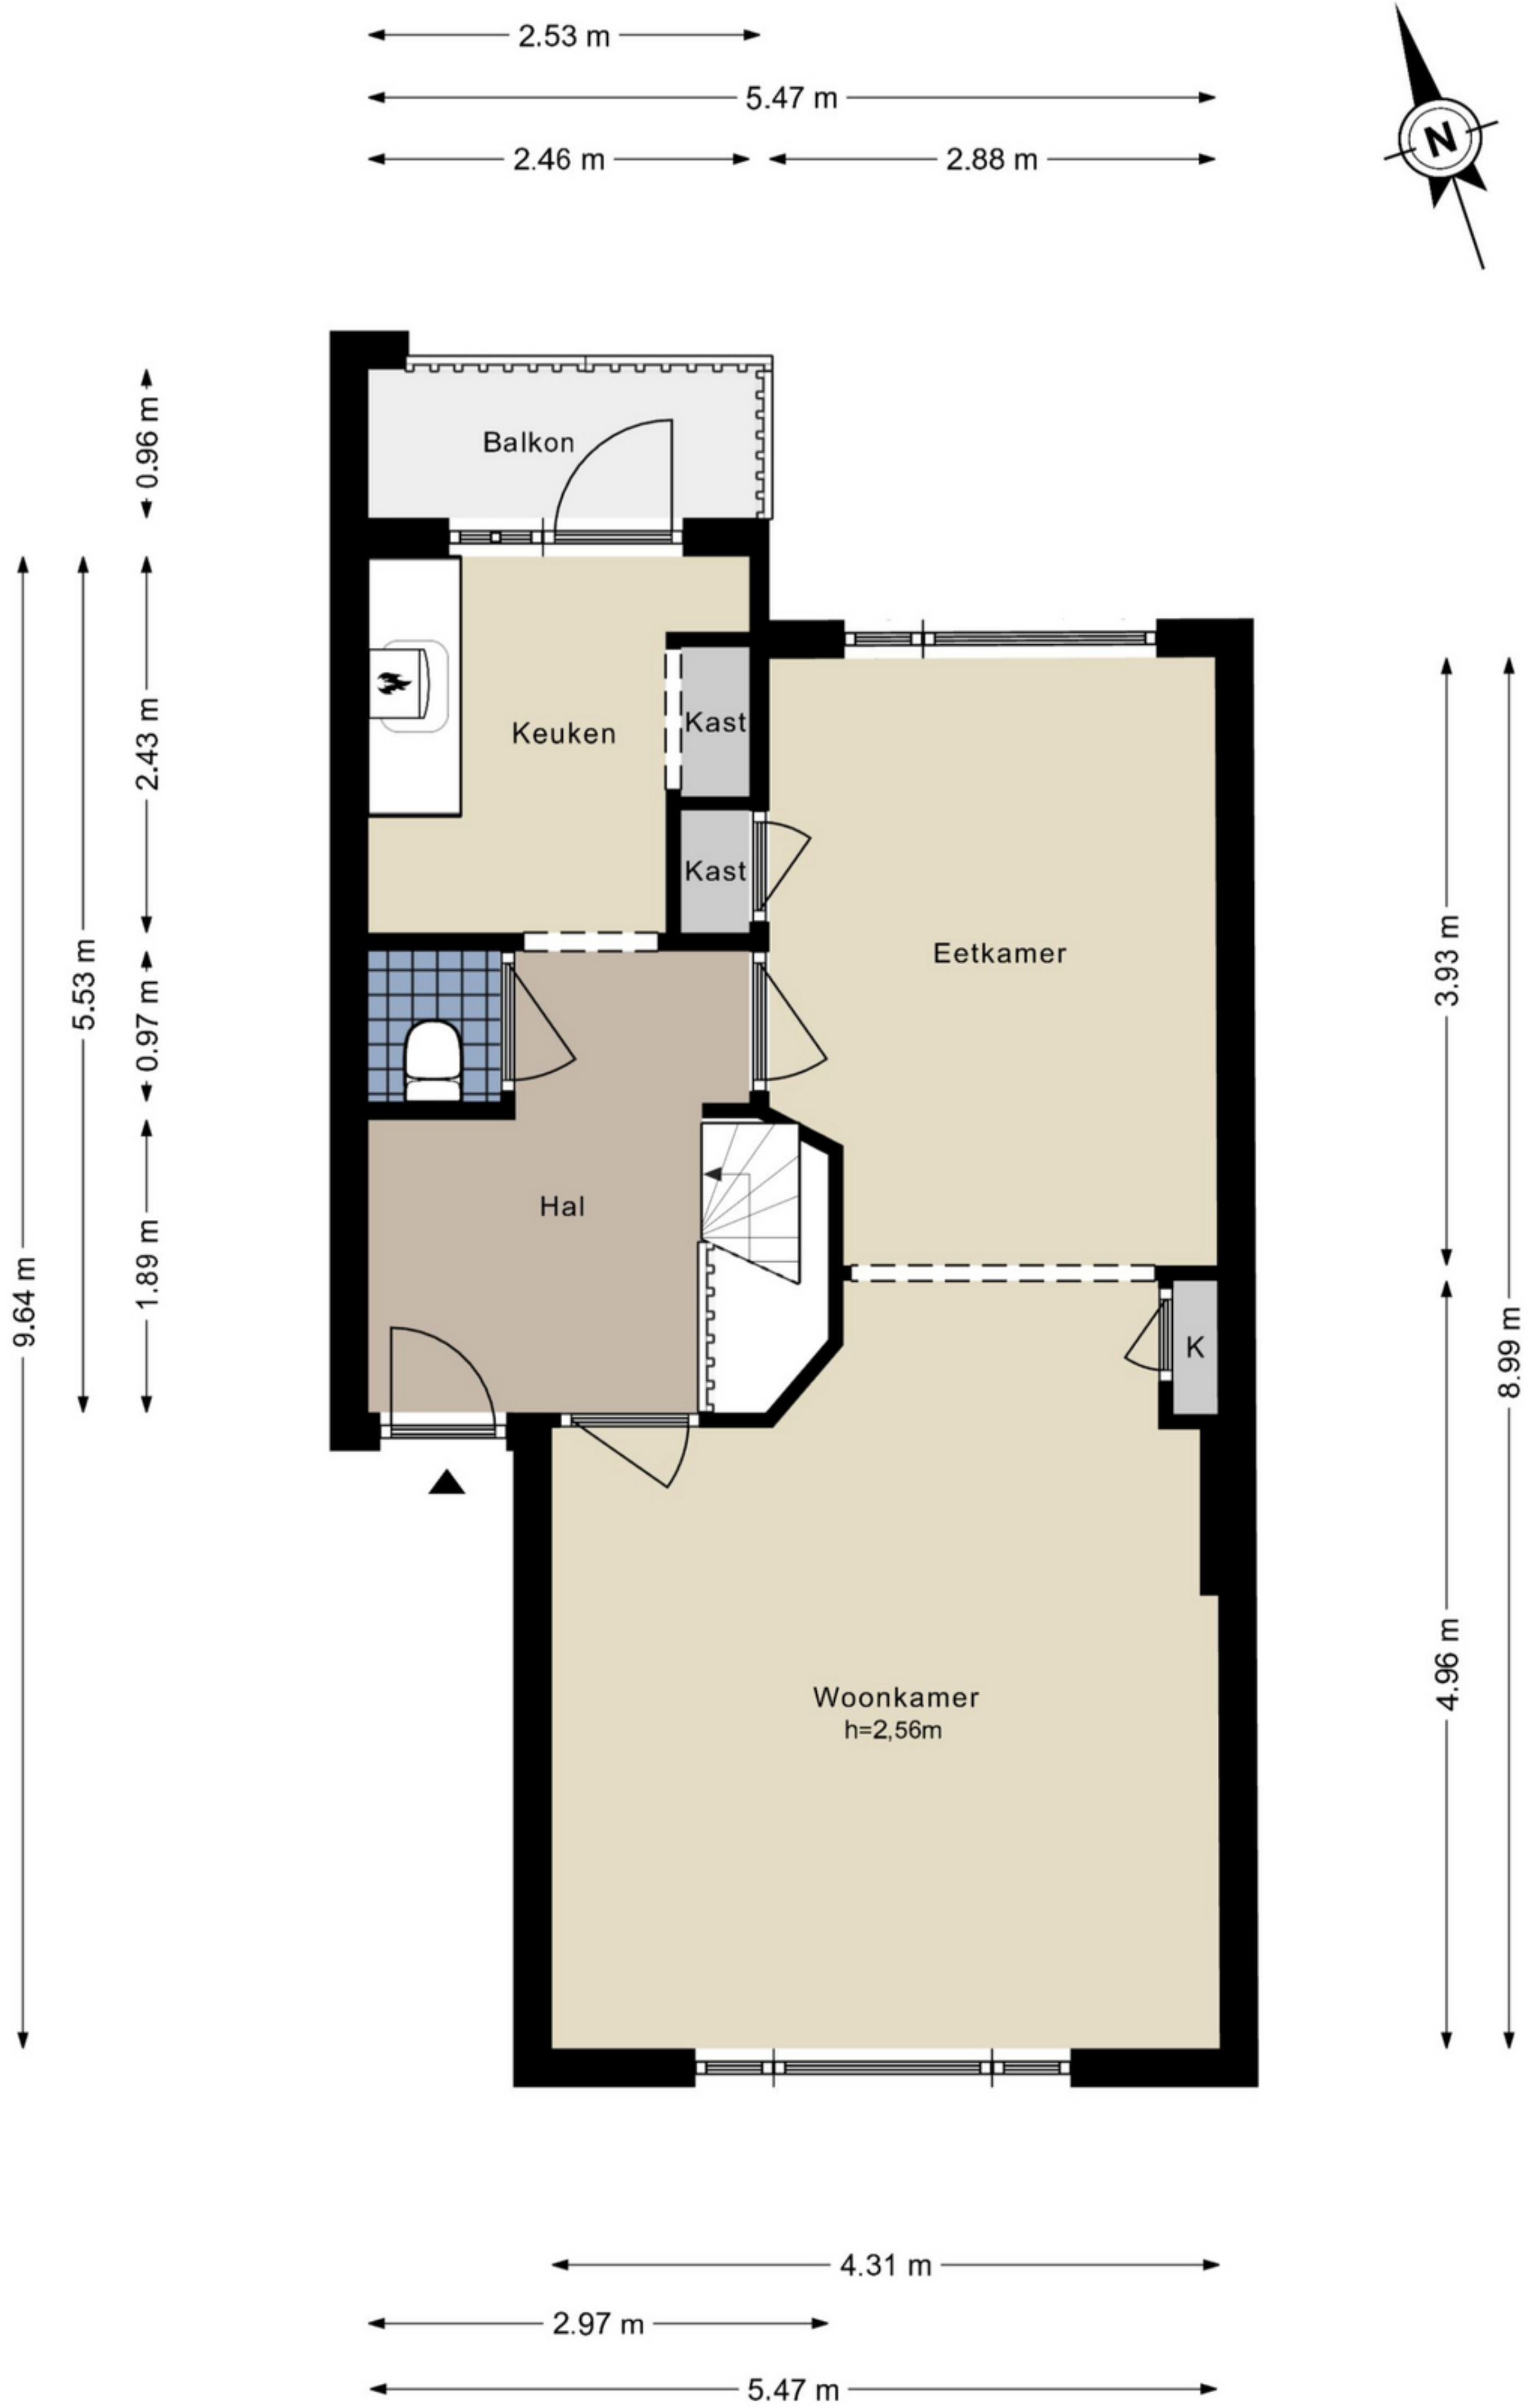 2.53 m
5.47 m
2.46 m
2.88 m
N
0.96 m
Balkon
2.43 m
Keuken
Kast
Kast
Eetkamer
3.93 m
5.53 m
0.97 m
Hal
1.89 m
9.64 m
K
8.99 m
4.96 m
Woonkamer
h=2,56m
4.31 m
2.97 m
5.47 m